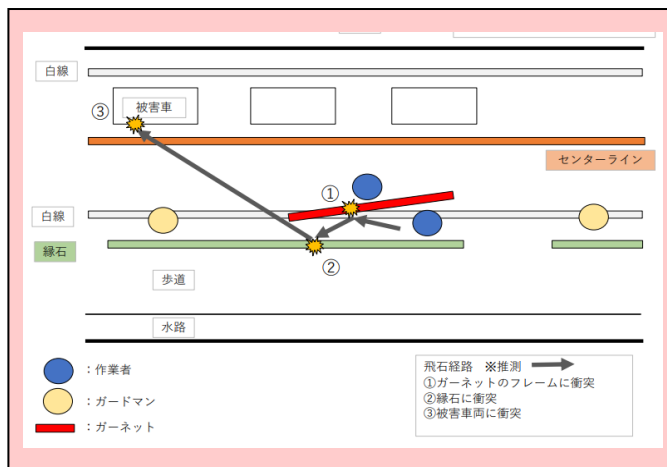 白線
③
被害車
センターライン
①
白線
縁石
②
歩道
水路
：作業者
：ガードマン
：ガーネット
飛石経路　※推測
①ガーネットのフレームに衝突
②縁石に衝突
③被害車両に衝突